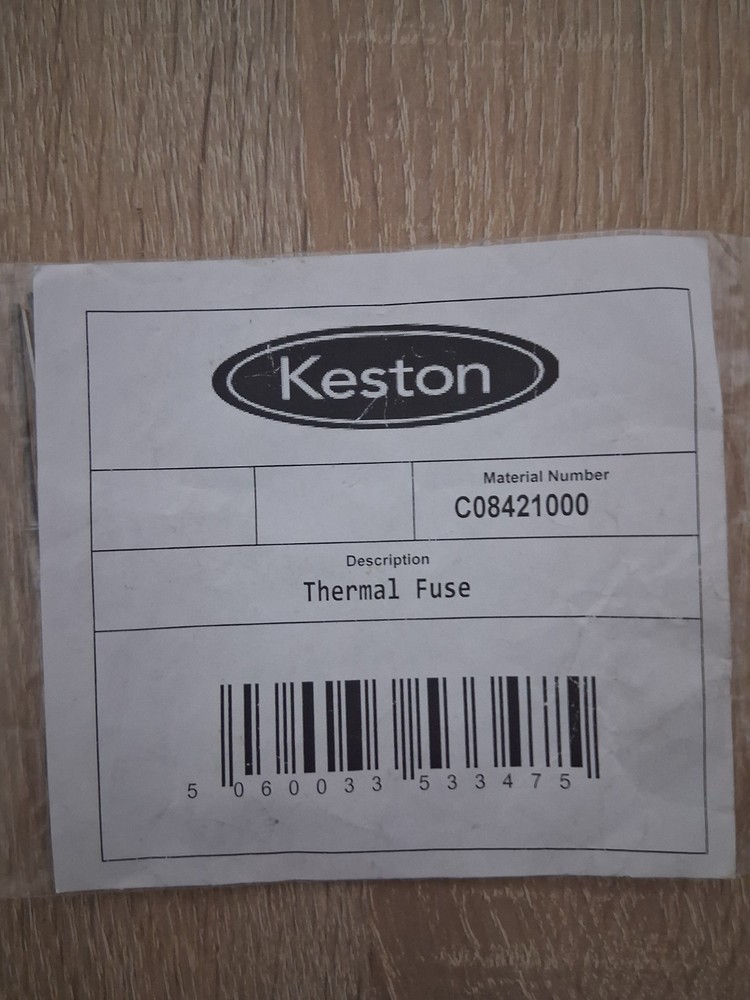 Keston
Material Number
C08421000
Description
Thermal Fuse
5 060033 533475